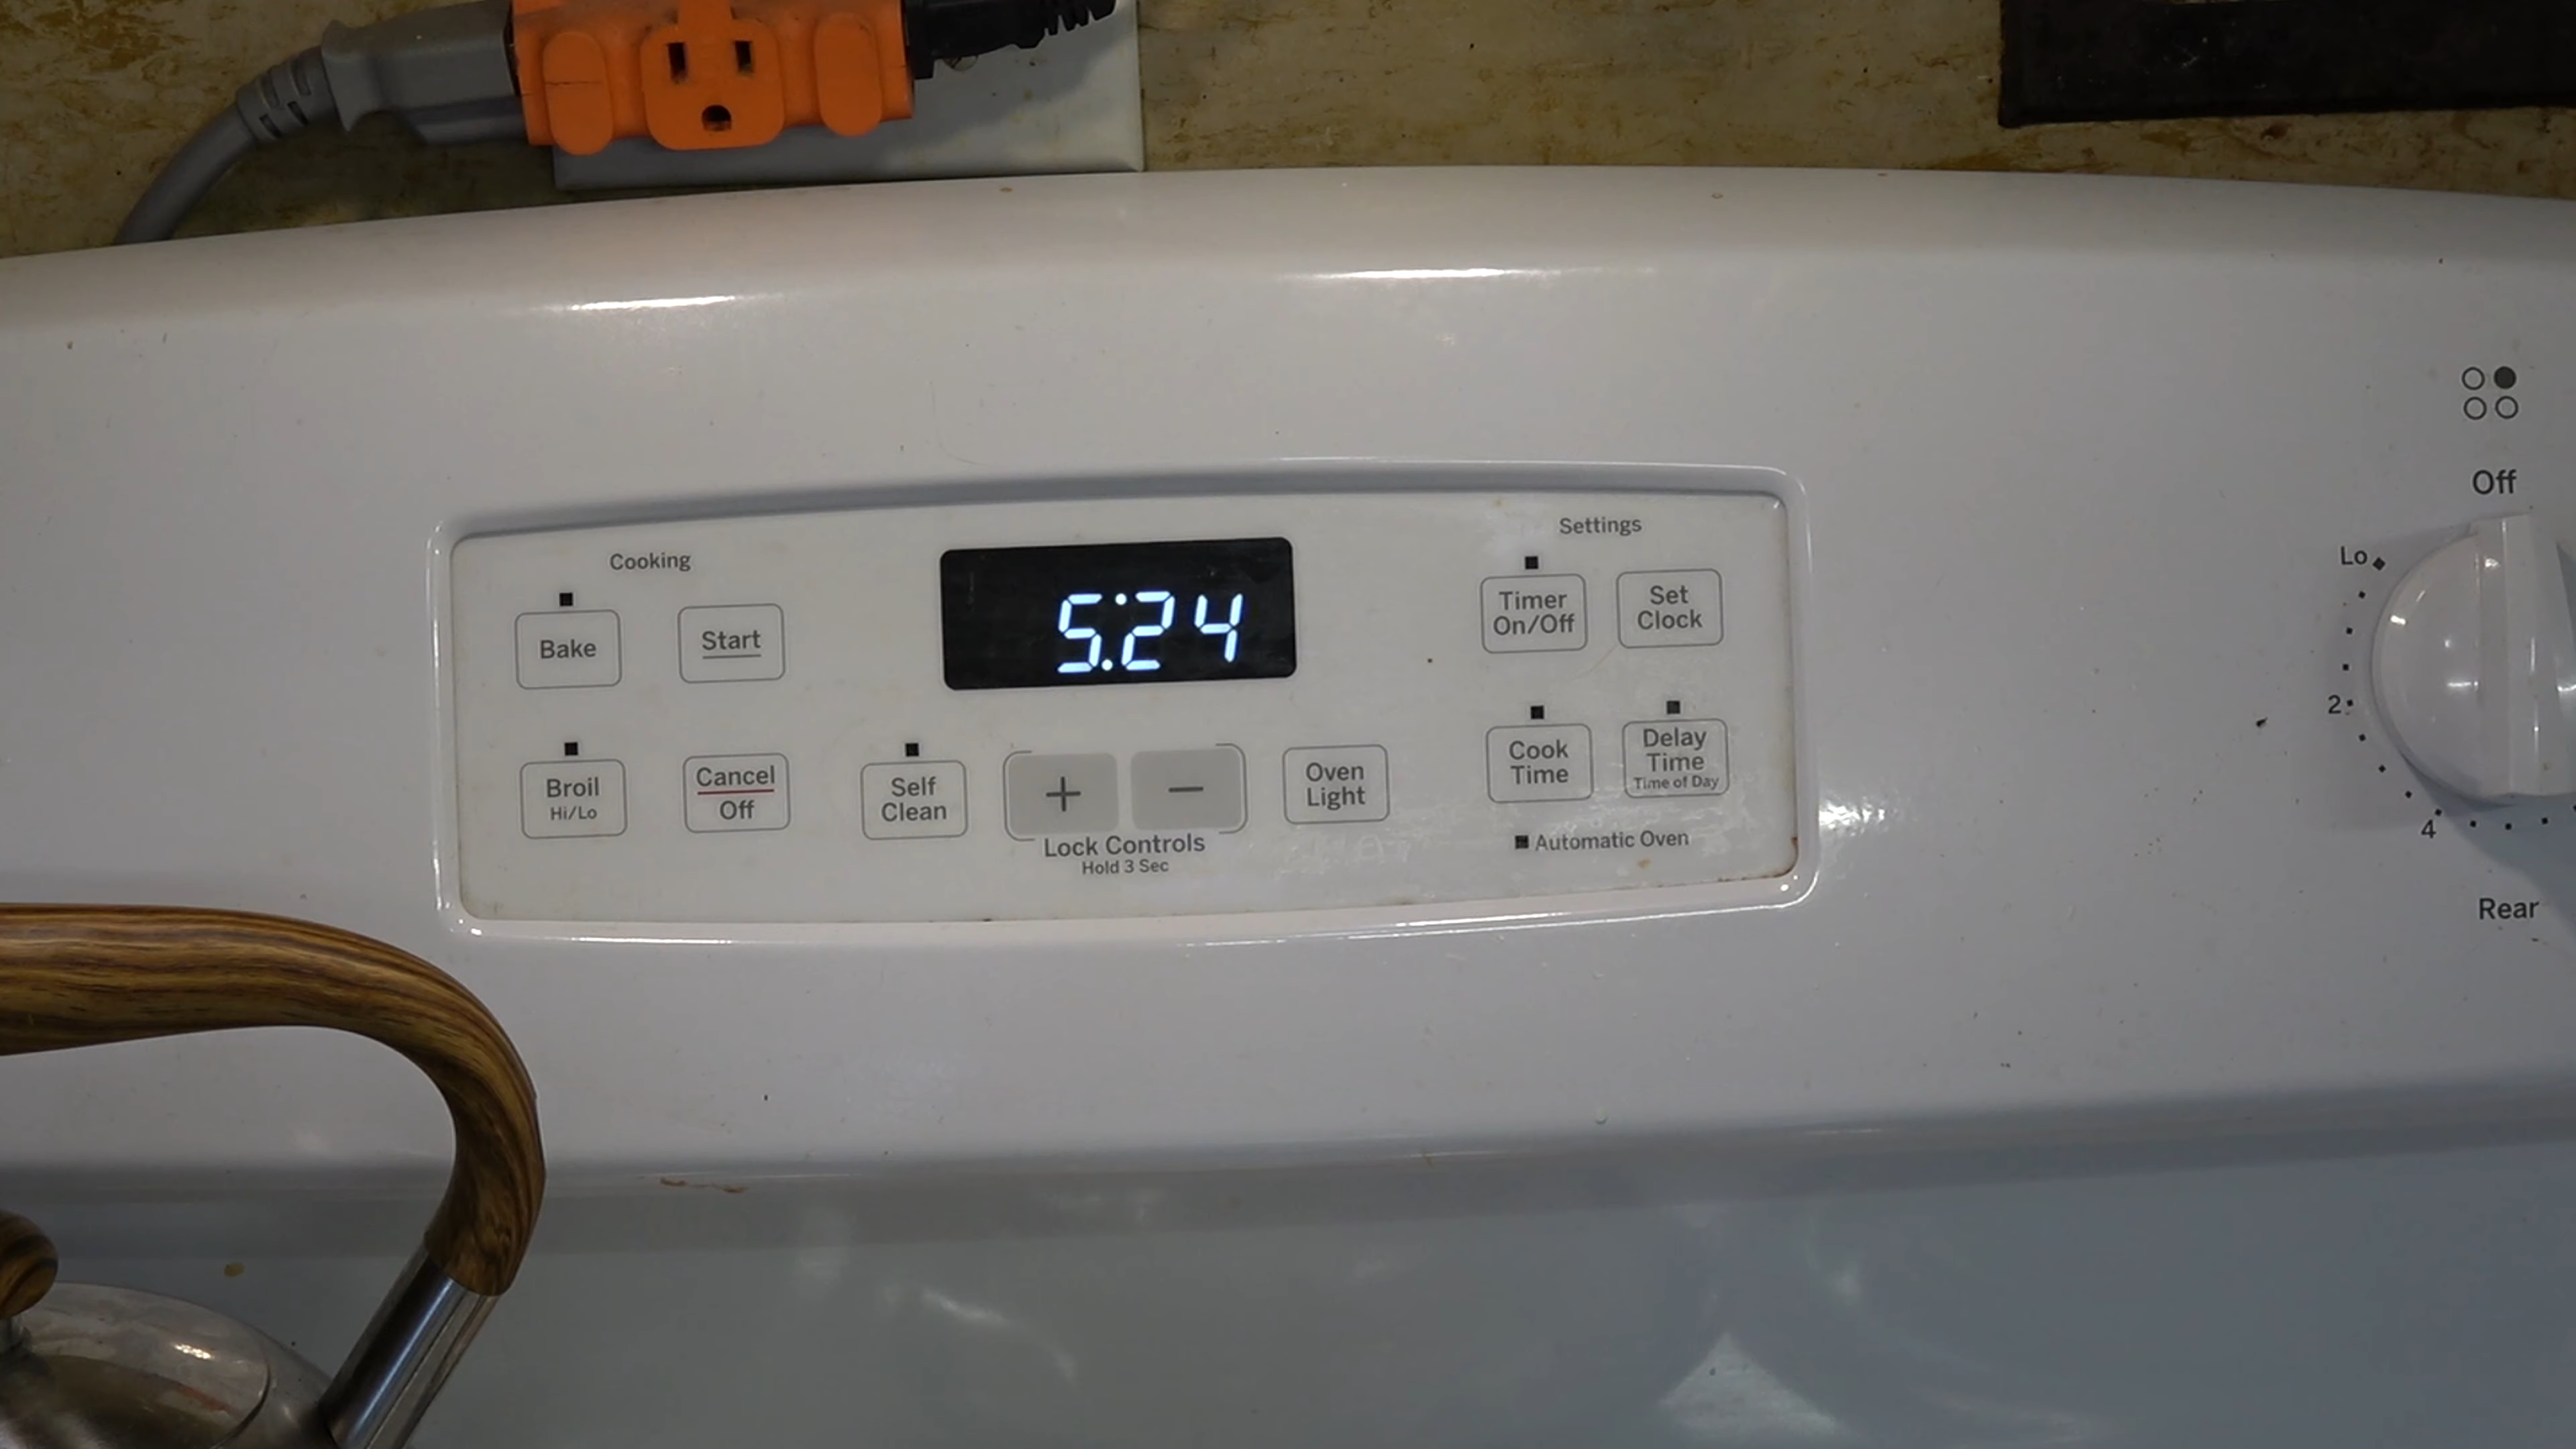 Off
Lo
2
4
Rear
Cooking
Bake
Start
Broil
Hi/Lo
Cancel
Off
Self
Clean
5:24
+
−
Lock Controls
Hold 3 Sec
Oven
Light
Settings
Timer
On/Off
Set
Clock
Cook
Time
Delay
Time
Time of Day
Automatic Oven